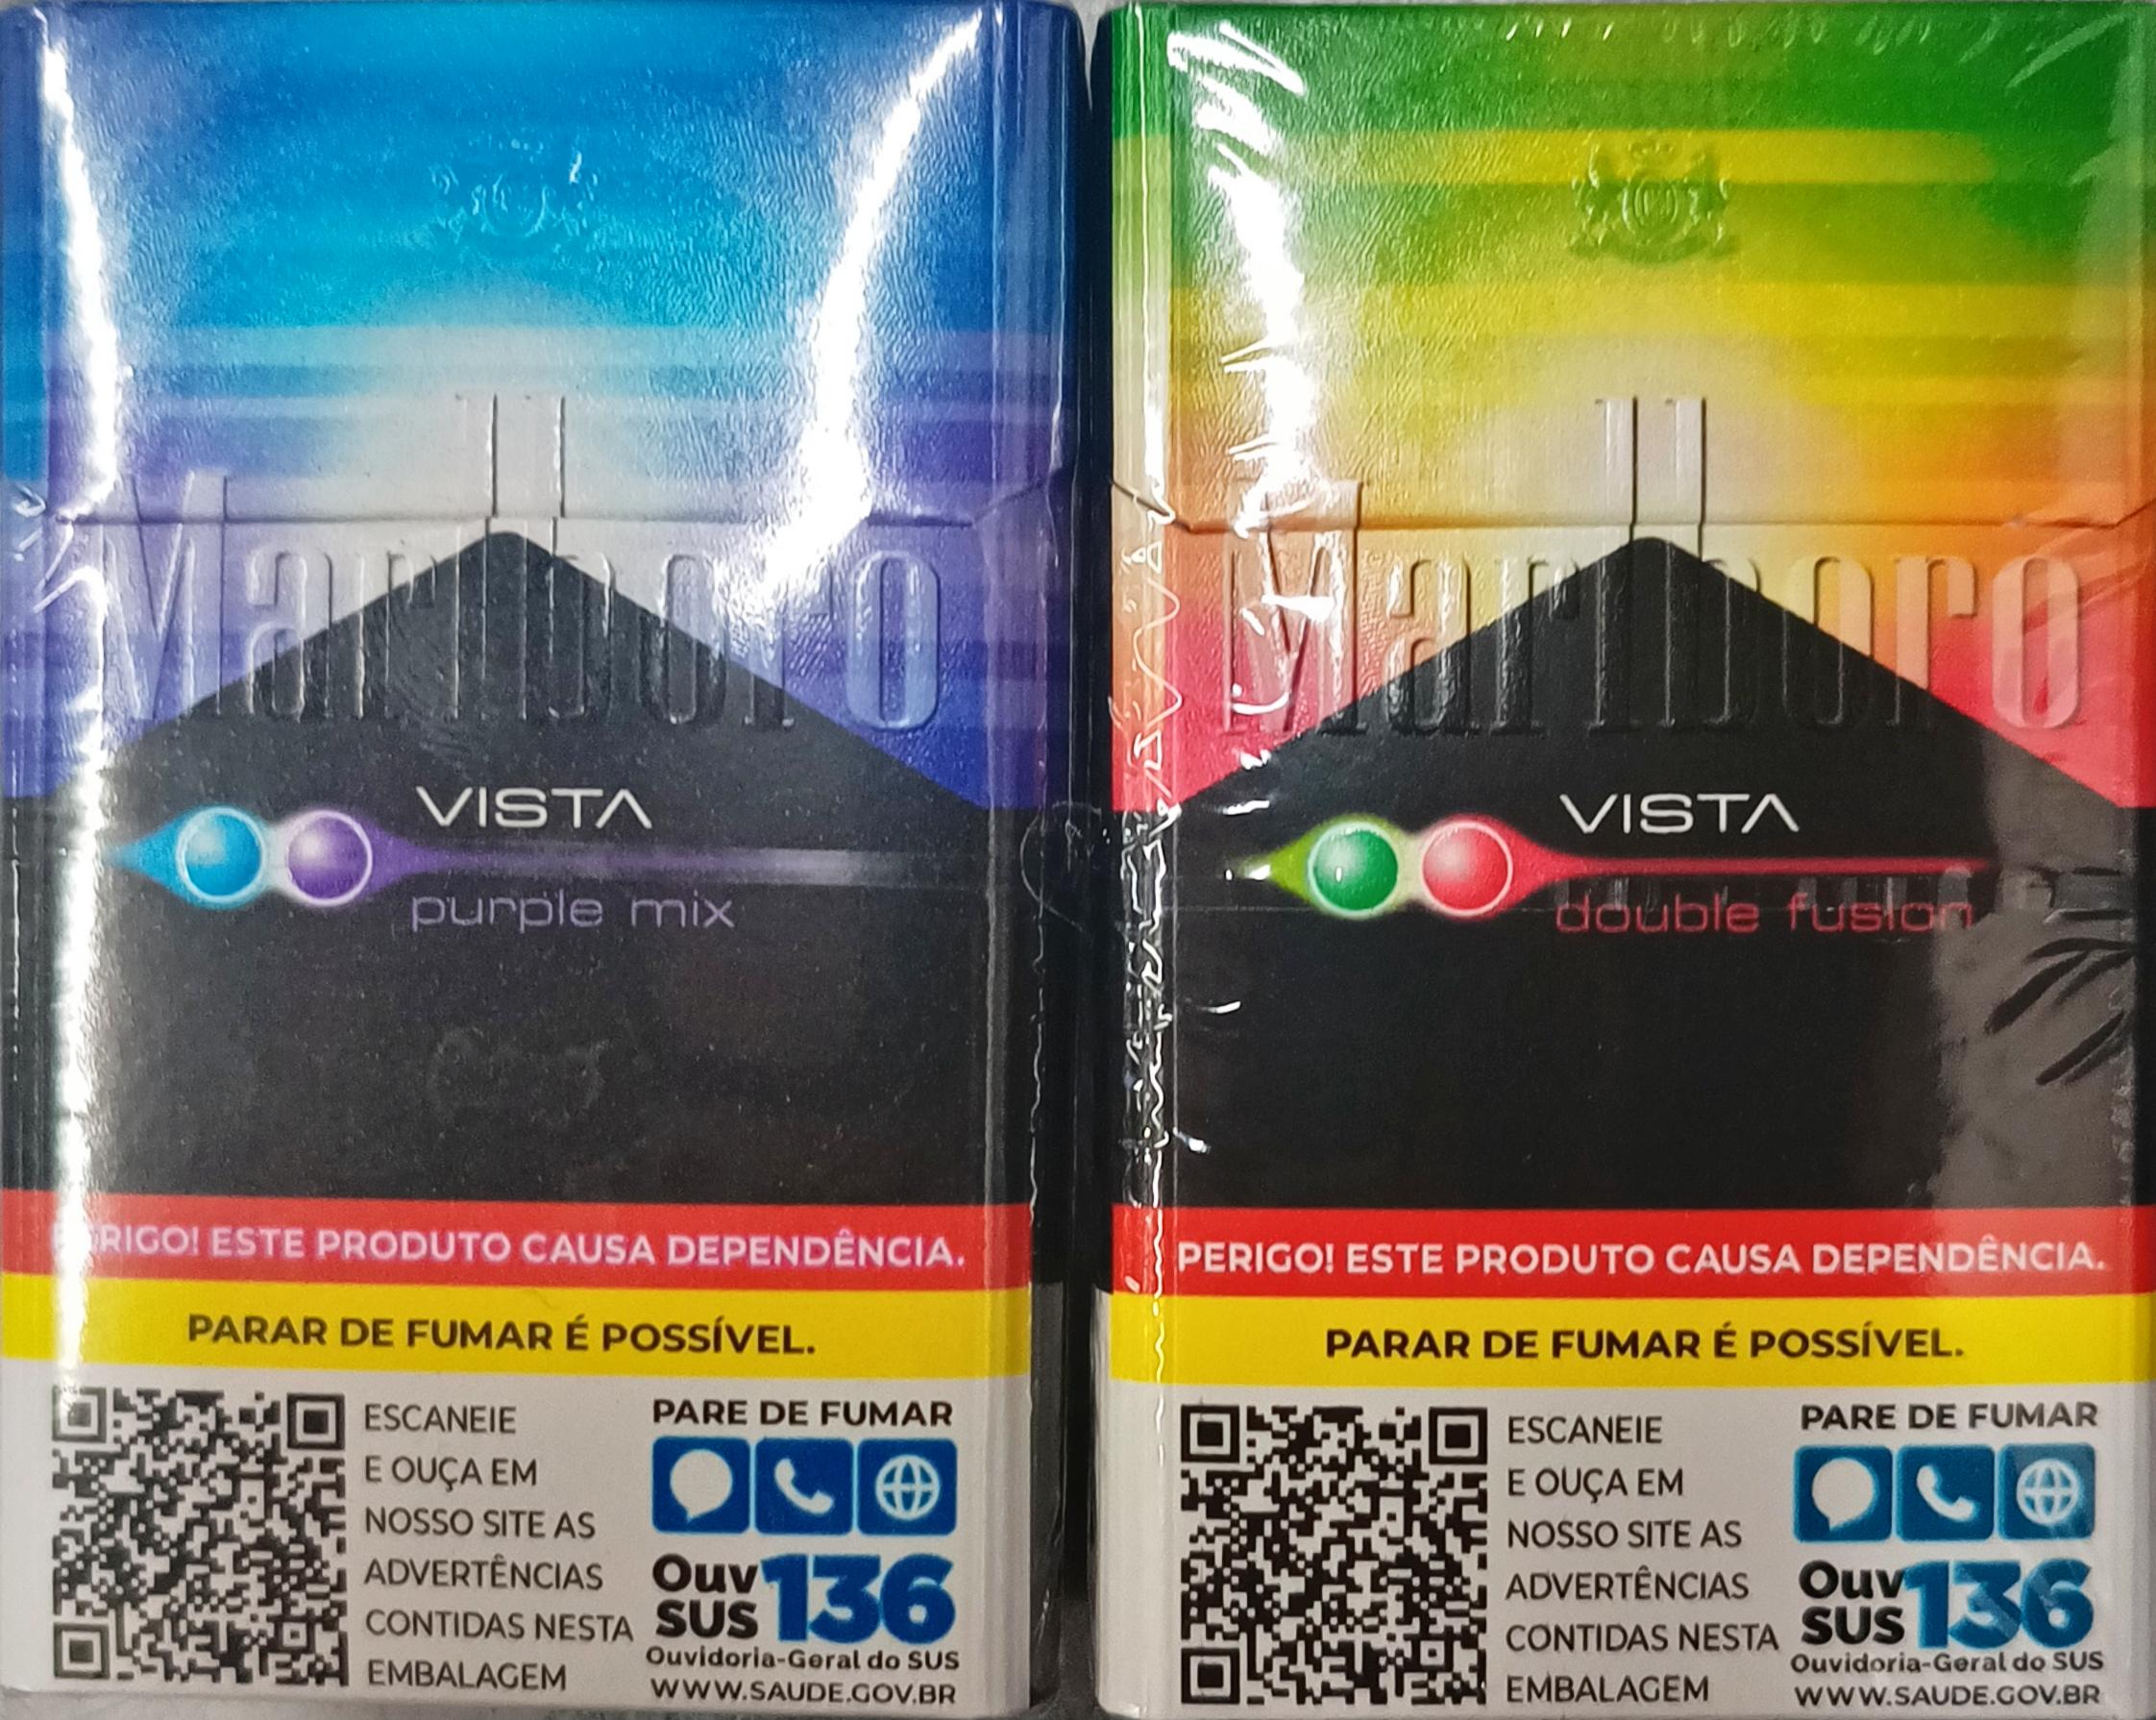 Marlboro
VISTA
purple mix
PERIGO! ESTE PRODUTO CAUSA DEPENDÊNCIA.
PARAR DE FUMAR É POSSÍVEL.
ESCANEIE
E OUÇA EM
NOSSO SITE AS
ADVERTÊNCIAS
CONTIDAS NESTA
EMBALAGEM
PARE DE FUMAR
Ouv
SUS 136
Ouvidoria-Geral do SUS
WWW.SAUDE.GOV.BR
Marlboro
VISTA
double fusion
PERIGO! ESTE PRODUTO CAUSA DEPENDÊNCIA.
PARAR DE FUMAR É POSSÍVEL.
ESCANEIE
E OUÇA EM
NOSSO SITE AS
ADVERTÊNCIAS
CONTIDAS NESTA
EMBALAGEM
PARE DE FUMAR
Ouv
SUS 136
Ouvidoria-Geral do SUS
WWW.SAUDE.GOV.BR